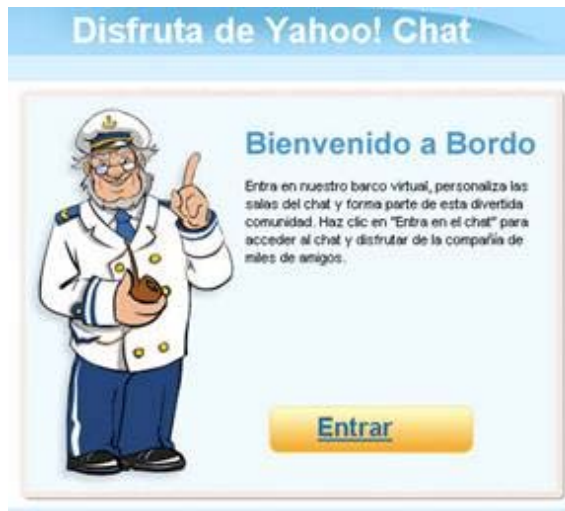 Disfruta de Yahoo! Chat
Bienvenido a Bordo
Entra en nuestro barco virtual, personaliza las
salas del chat y forma parte de esta divertida
comunidad. Haz clic en "Entra en el chat" para
acceder al chat y disfrutar de la compañía de
miles de amigos.
Entrar